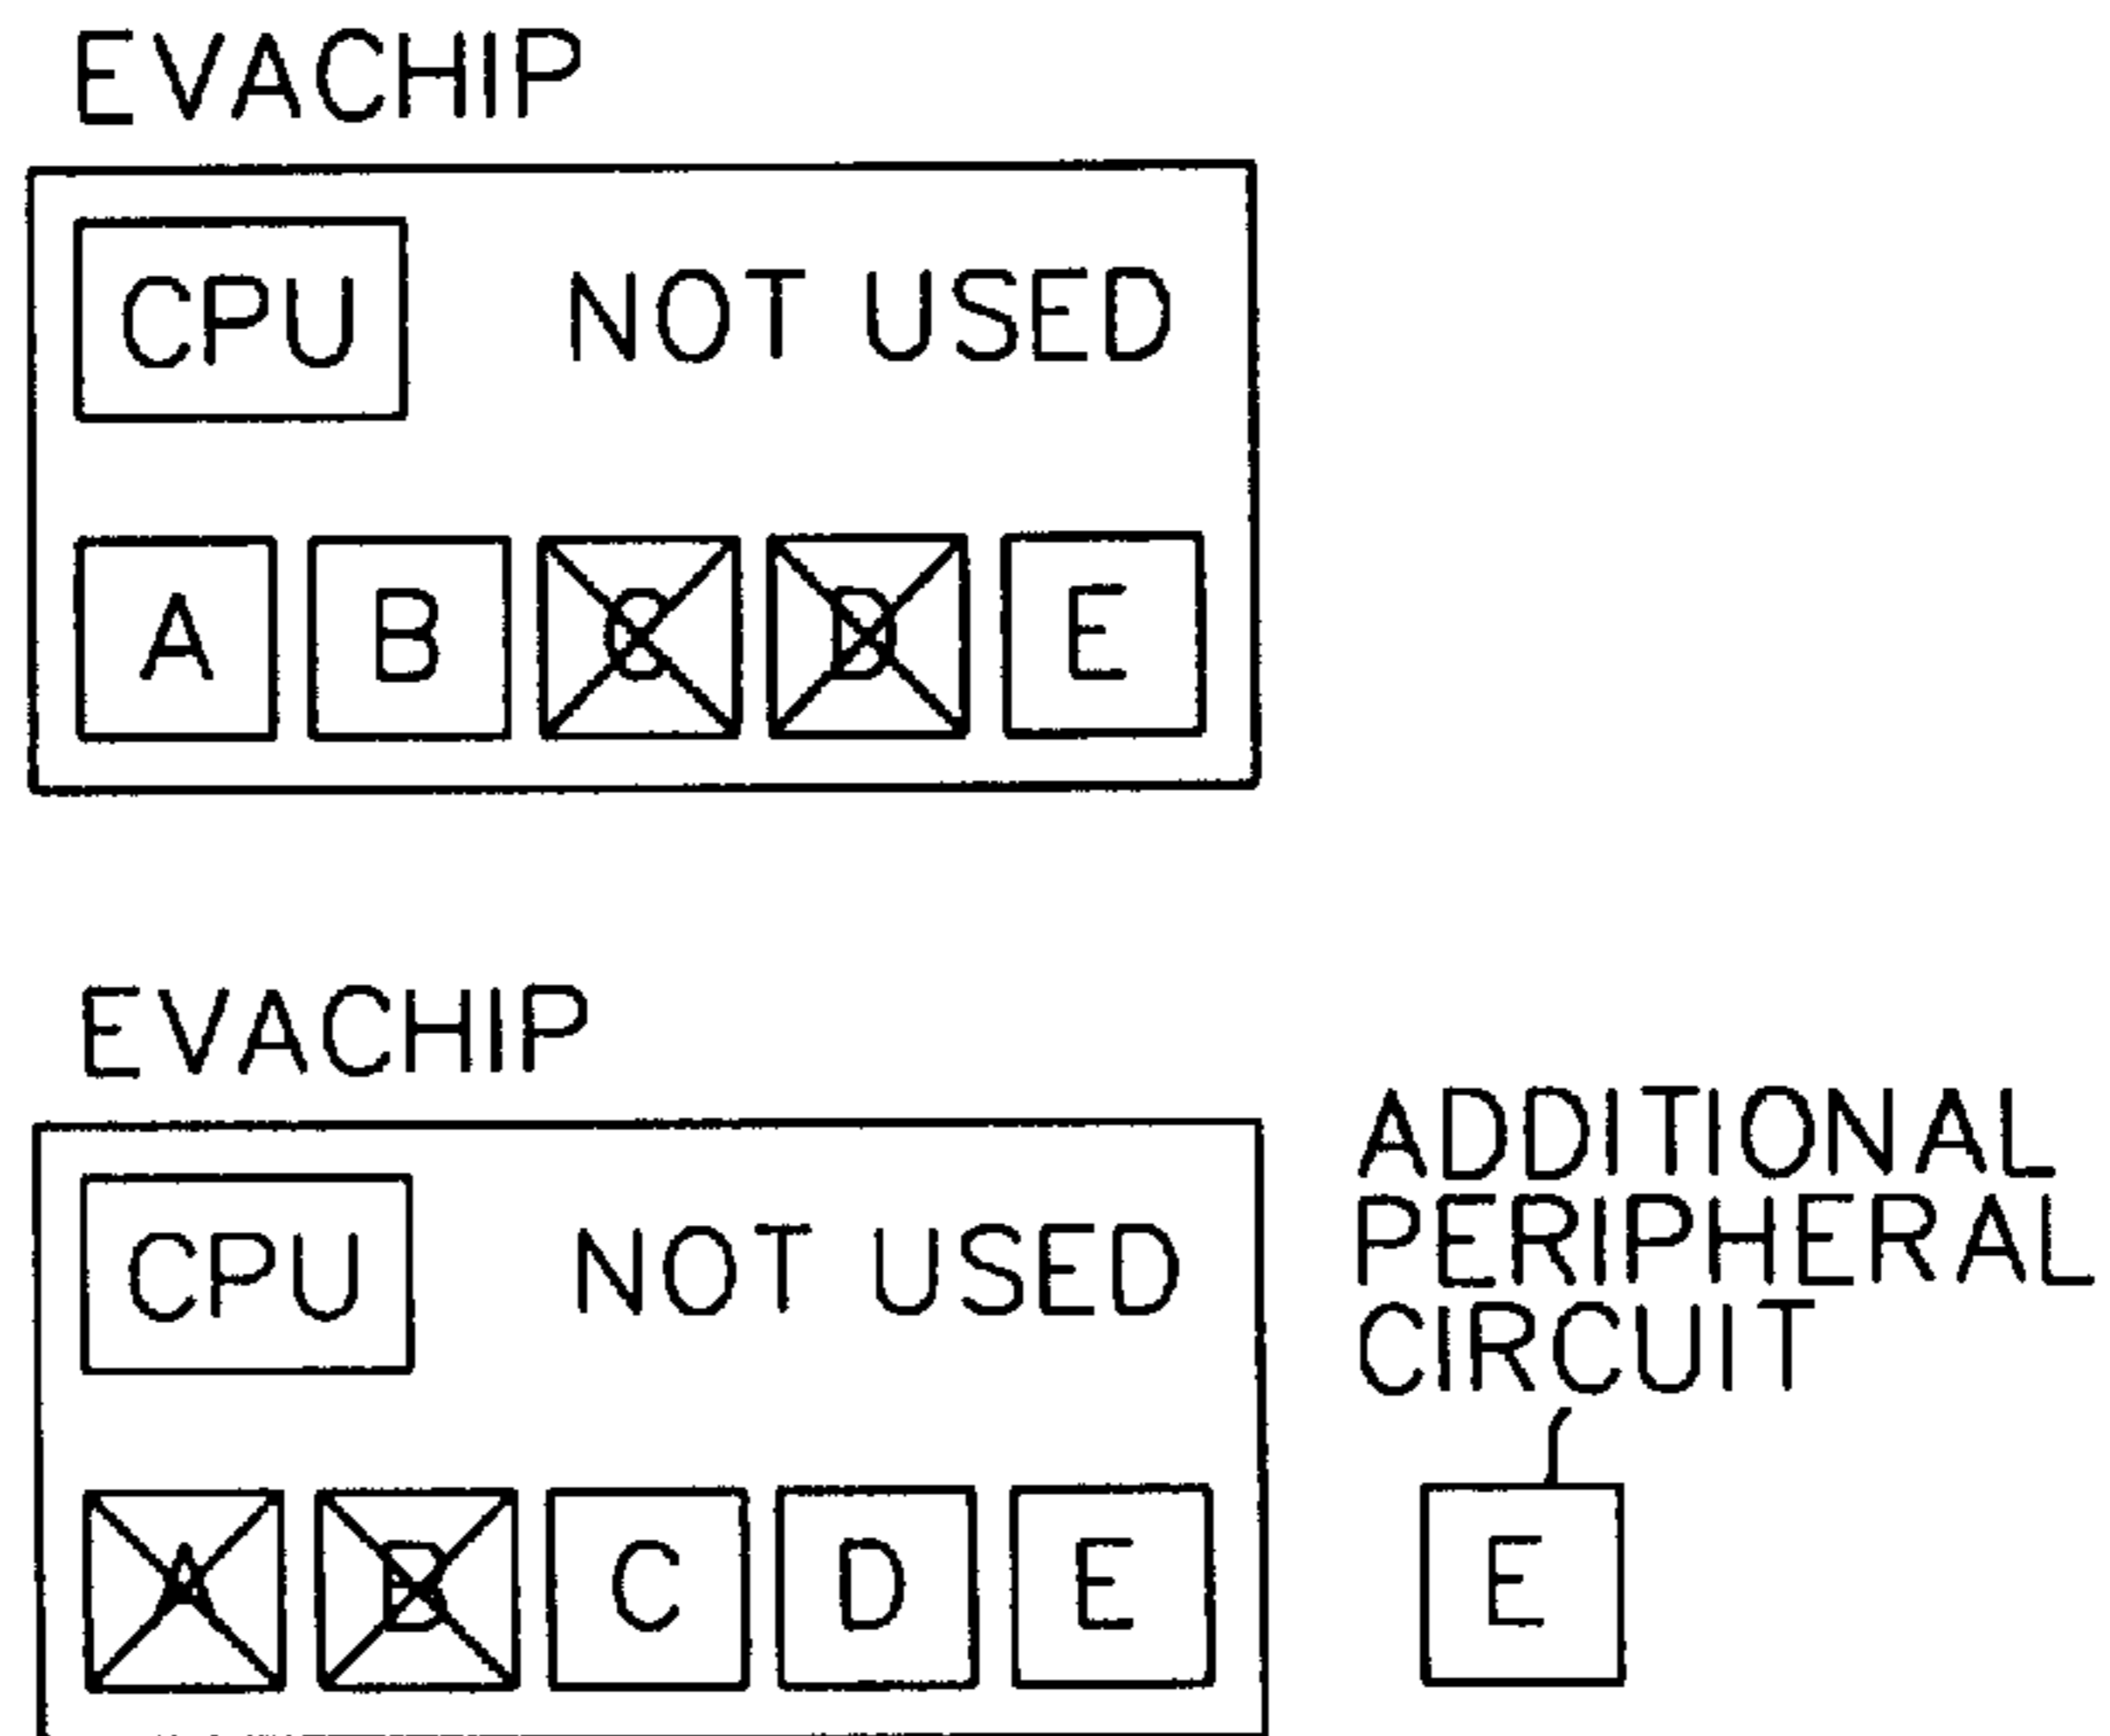 EVACHIP
CPU NOT USED
A B C D E
EVACHIP
ADDITIONAL
PERIPHERAL
CIRCUIT
CPU NOT USED
A B C D E E